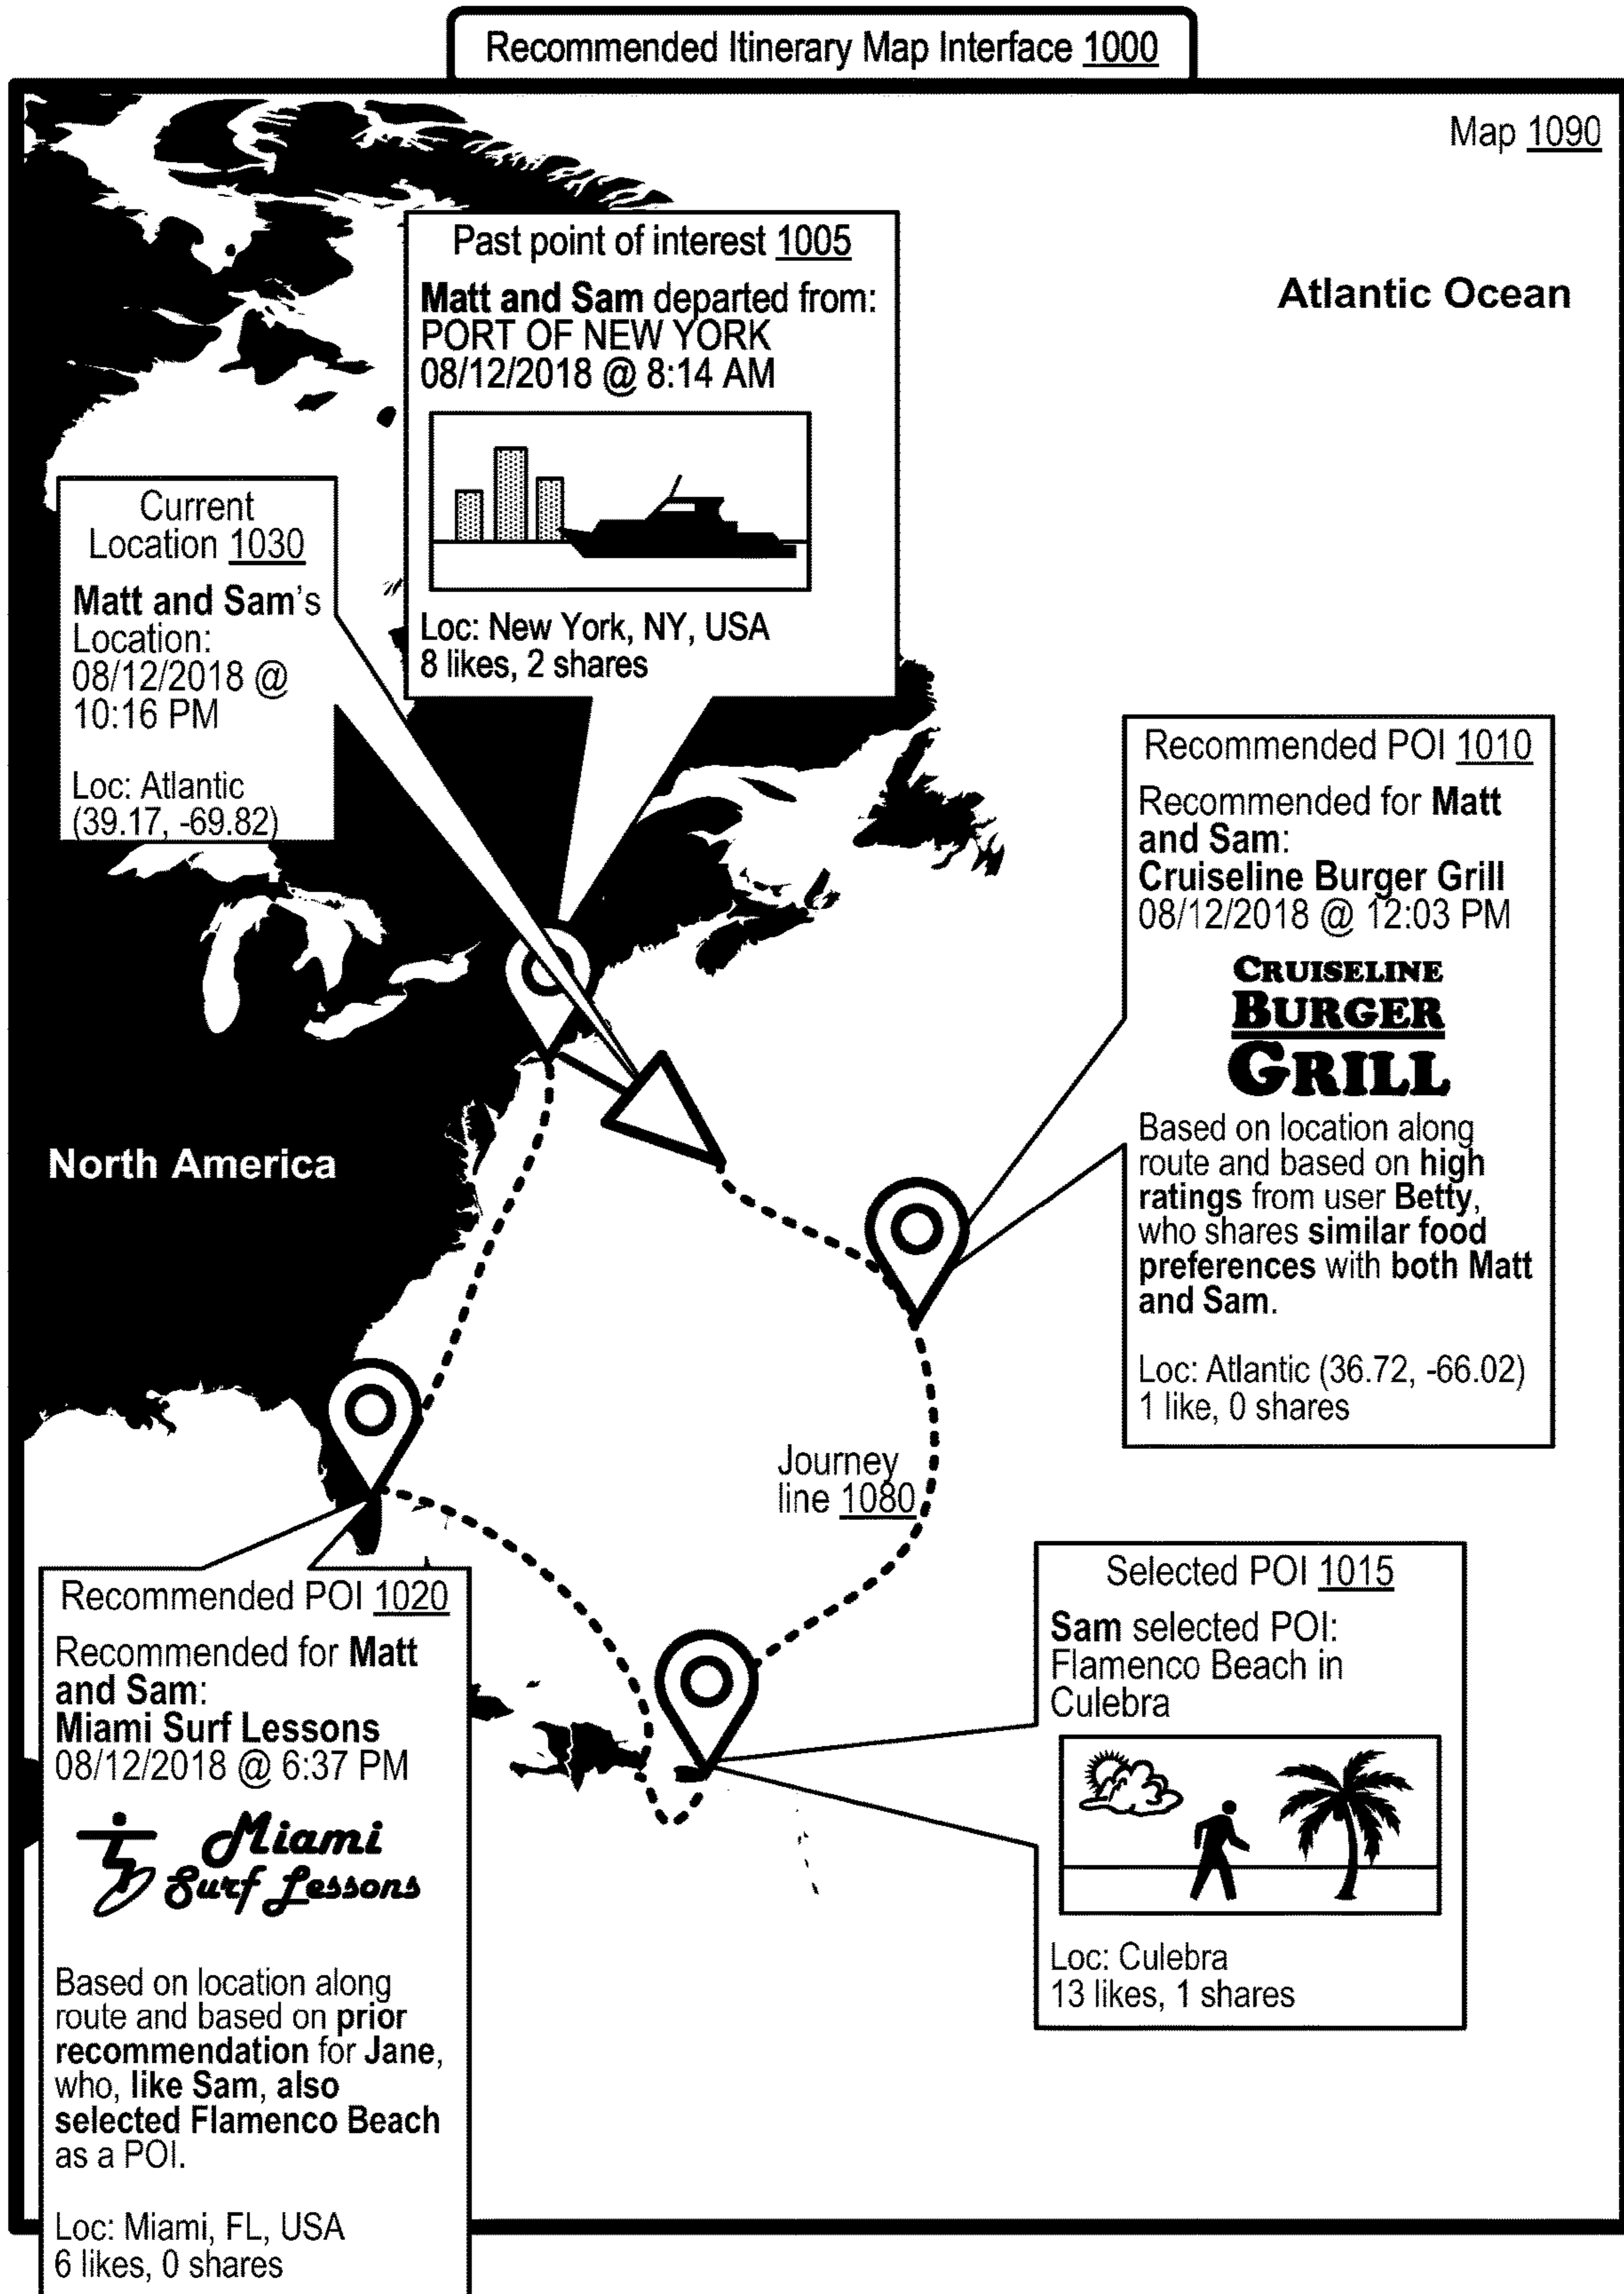 Recommended Itinerary Map Interface 1000
Map 1090
Atlantic Ocean
Past point of interest 1005
Matt and Sam departed from:
PORT OF NEW YORK
08/12/2018 @ 8:14 AM
Loc: New York, NY, USA
8 likes, 2 shares
Current
Location 1030
Matt and Sam's
Location:
08/12/2018 @
10:16 PM
Loc: Atlantic
(39.17, -69.82)
Recommended POI 1010
Recommended for Matt
and Sam:
Cruiseline Burger Grill
08/12/2018 @ 12:03 PM
CRUISELINE
BURGER
GRILL
Based on location along
route and based on high
ratings from user Betty,
who shares similar food
preferences with both Matt
and Sam.
Loc: Atlantic (36.72, -66.02)
1 like, 0 shares
North America
Journey
line 1080
Selected POI 1015
Sam selected POI:
Flamenco Beach in
Culebra
Loc: Culebra
13 likes, 1 shares
Recommended POI 1020
Recommended for Matt
and Sam:
Miami Surf Lessons
08/12/2018 @ 6:37 PM
Miami
Surf Lessons
Based on location along
route and based on prior
recommendation for Jane,
who, like Sam, also
selected Flamenco Beach
as a POI.
Loc: Miami, FL, USA
6 likes, 0 shares